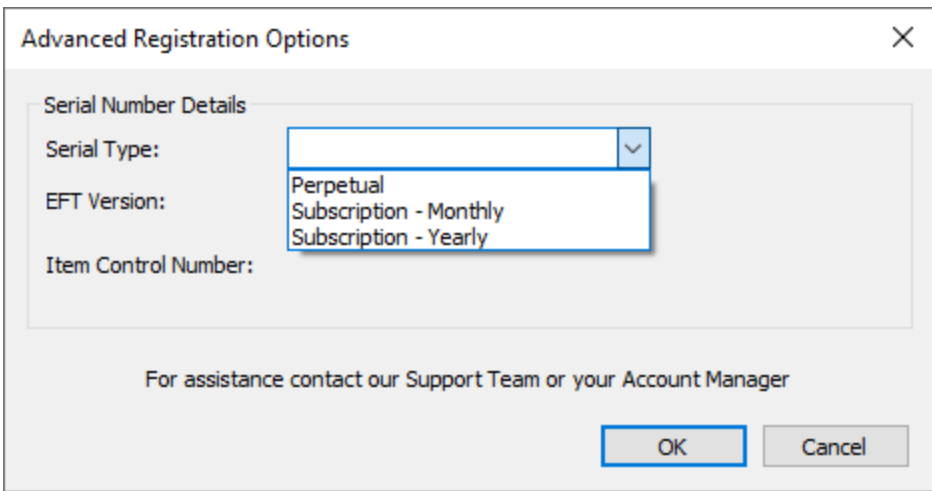 Advanced Registration Options
Serial Number Details
Serial Type:
Perpetual
Subscription - Monthly
Subscription - Yearly
EFT Version:
Item Control Number:
For assistance contact our Support Team or your Account Manager
OK
Cancel